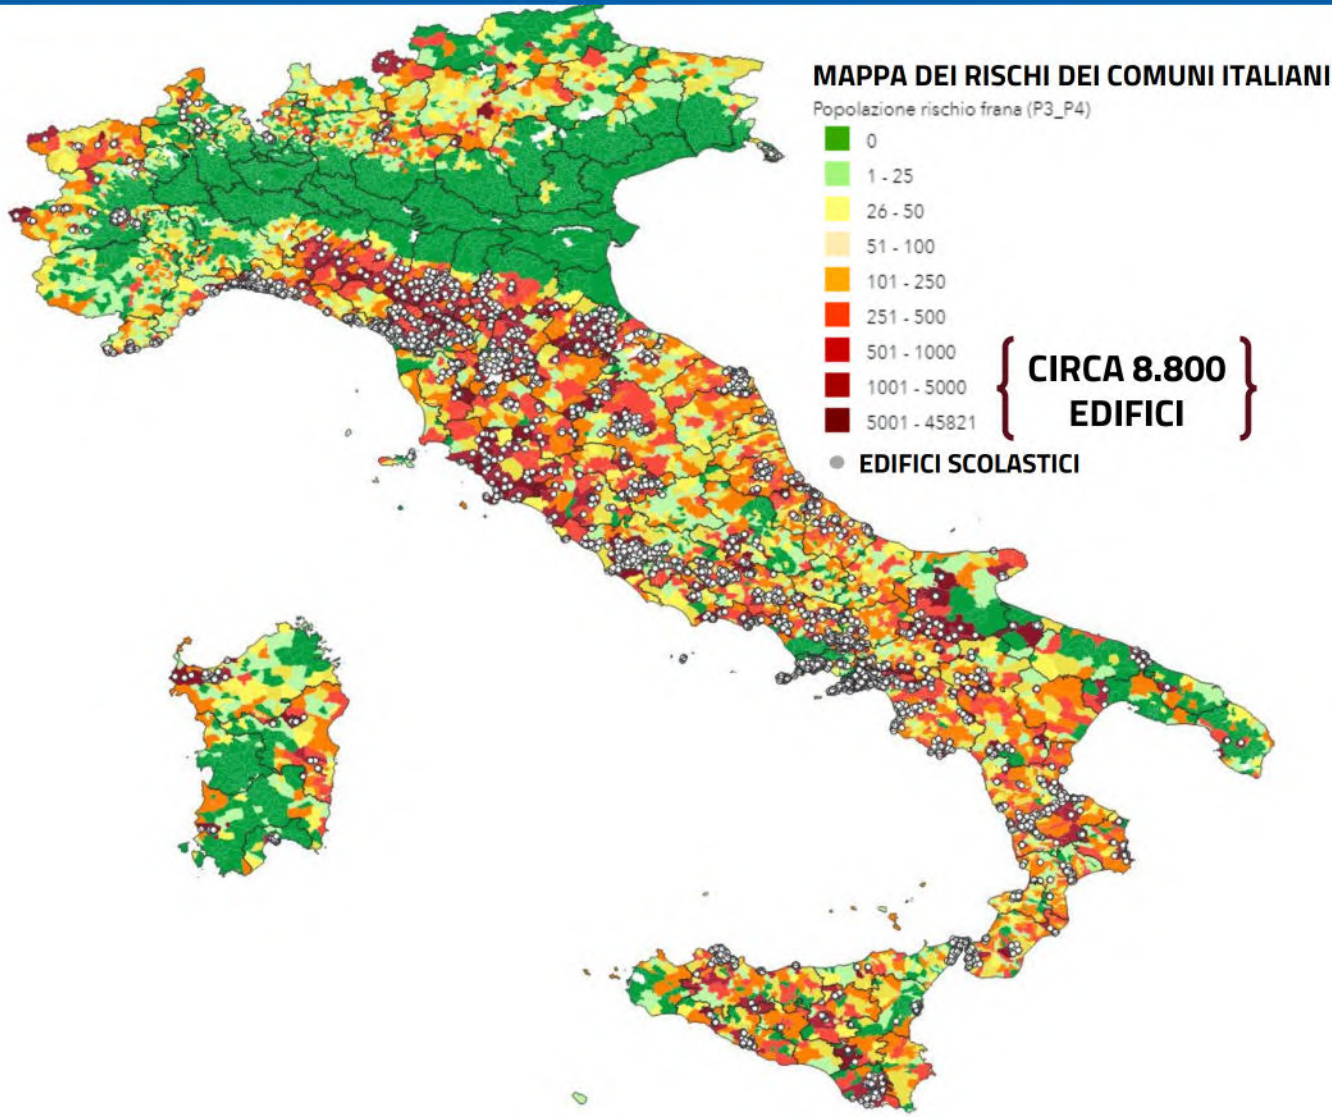 MAPPA DEI RISCHI DEI COMUNI ITALIANI
Popolazione rischio frana (P3_P4)
0
1 - 25
26 - 50
51 - 100
101 - 250
251 - 500
501 - 1000
1001 - 5000
5001 - 45821
CIRCA 8.800
EDIFICI
EDIFICI SCOLASTICI